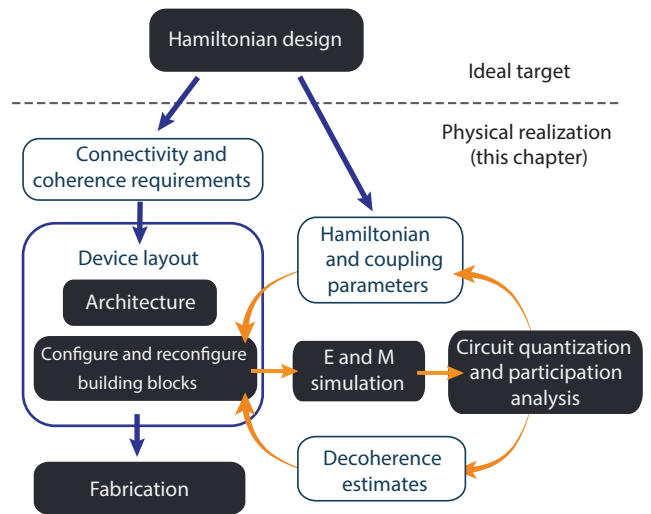 Hamiltonian design
Ideal target
Physical realization
(this chapter)
Connectivity and
coherence requirements
Device layout
Architecture
Configure and reconfigure
building blocks
Hamiltonian
and coupling
parameters
E and M
simulation
Circuit quantization
and participation
analysis
Decoherence
estimates
Fabrication